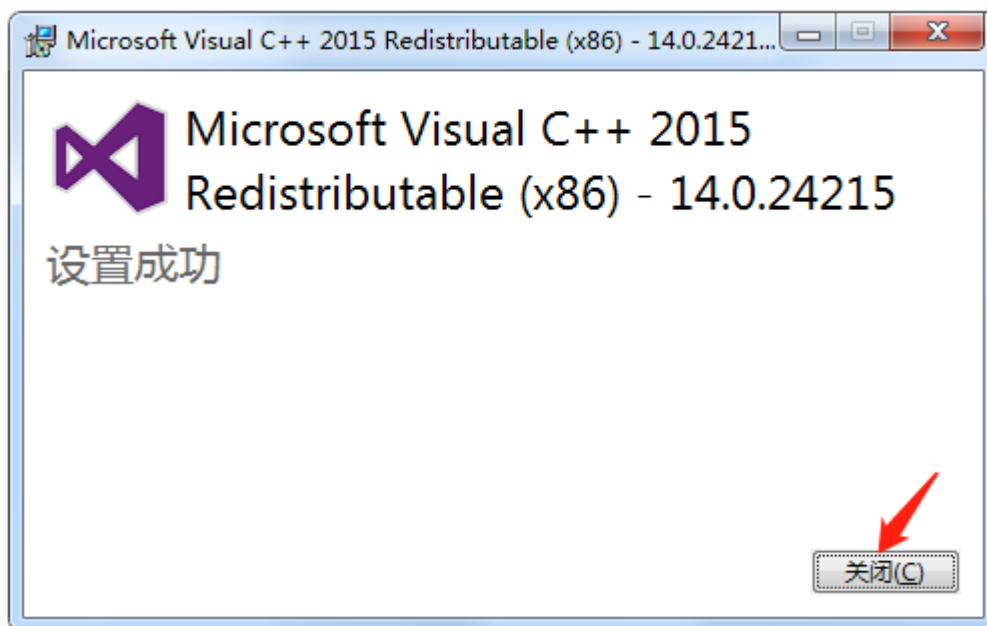 Microsoft Visual C++ 2015 Redistributable (x86) - 14.0.2421...
Microsoft Visual C++ 2015
Redistributable (x86) - 14.0.24215
设置成功
关闭(C)